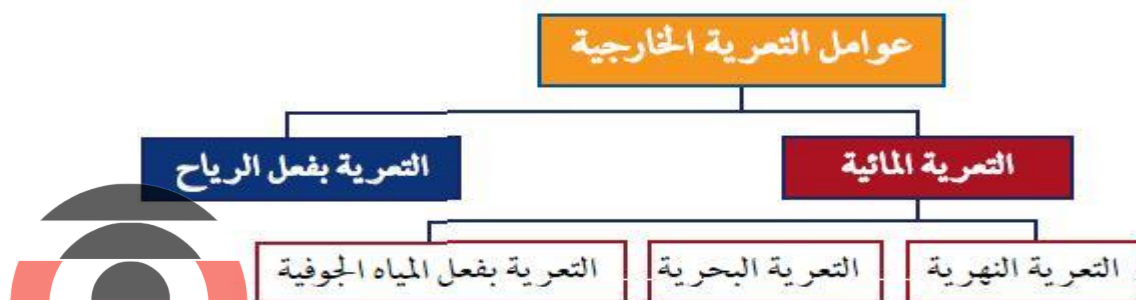 عوامل التعرية الخارجية
التعرية المائية
التعرية بفعل الرياح
التعرية النهرية
التعرية البحرية
التعرية بفعل المياه الجوفية